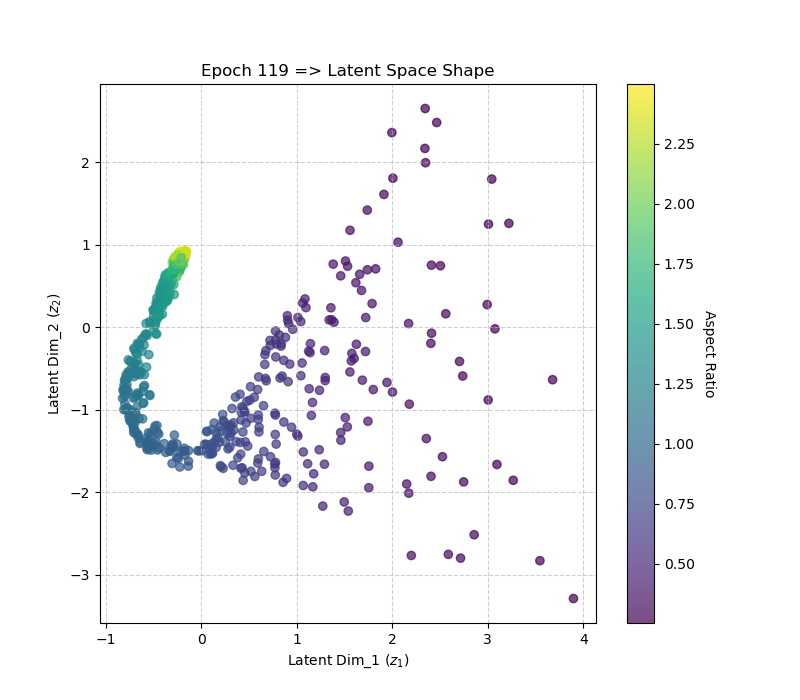 Epoch 119 => Latent Space Shape
2
1
0
−1
−2
−3
Latent Dim_2 (z₂)
−1 0 1 2 3 4
Latent Dim_1 (z₁)
2.25
2.00
1.75
1.50
1.25
1.00
0.75
0.50
Aspect Ratio